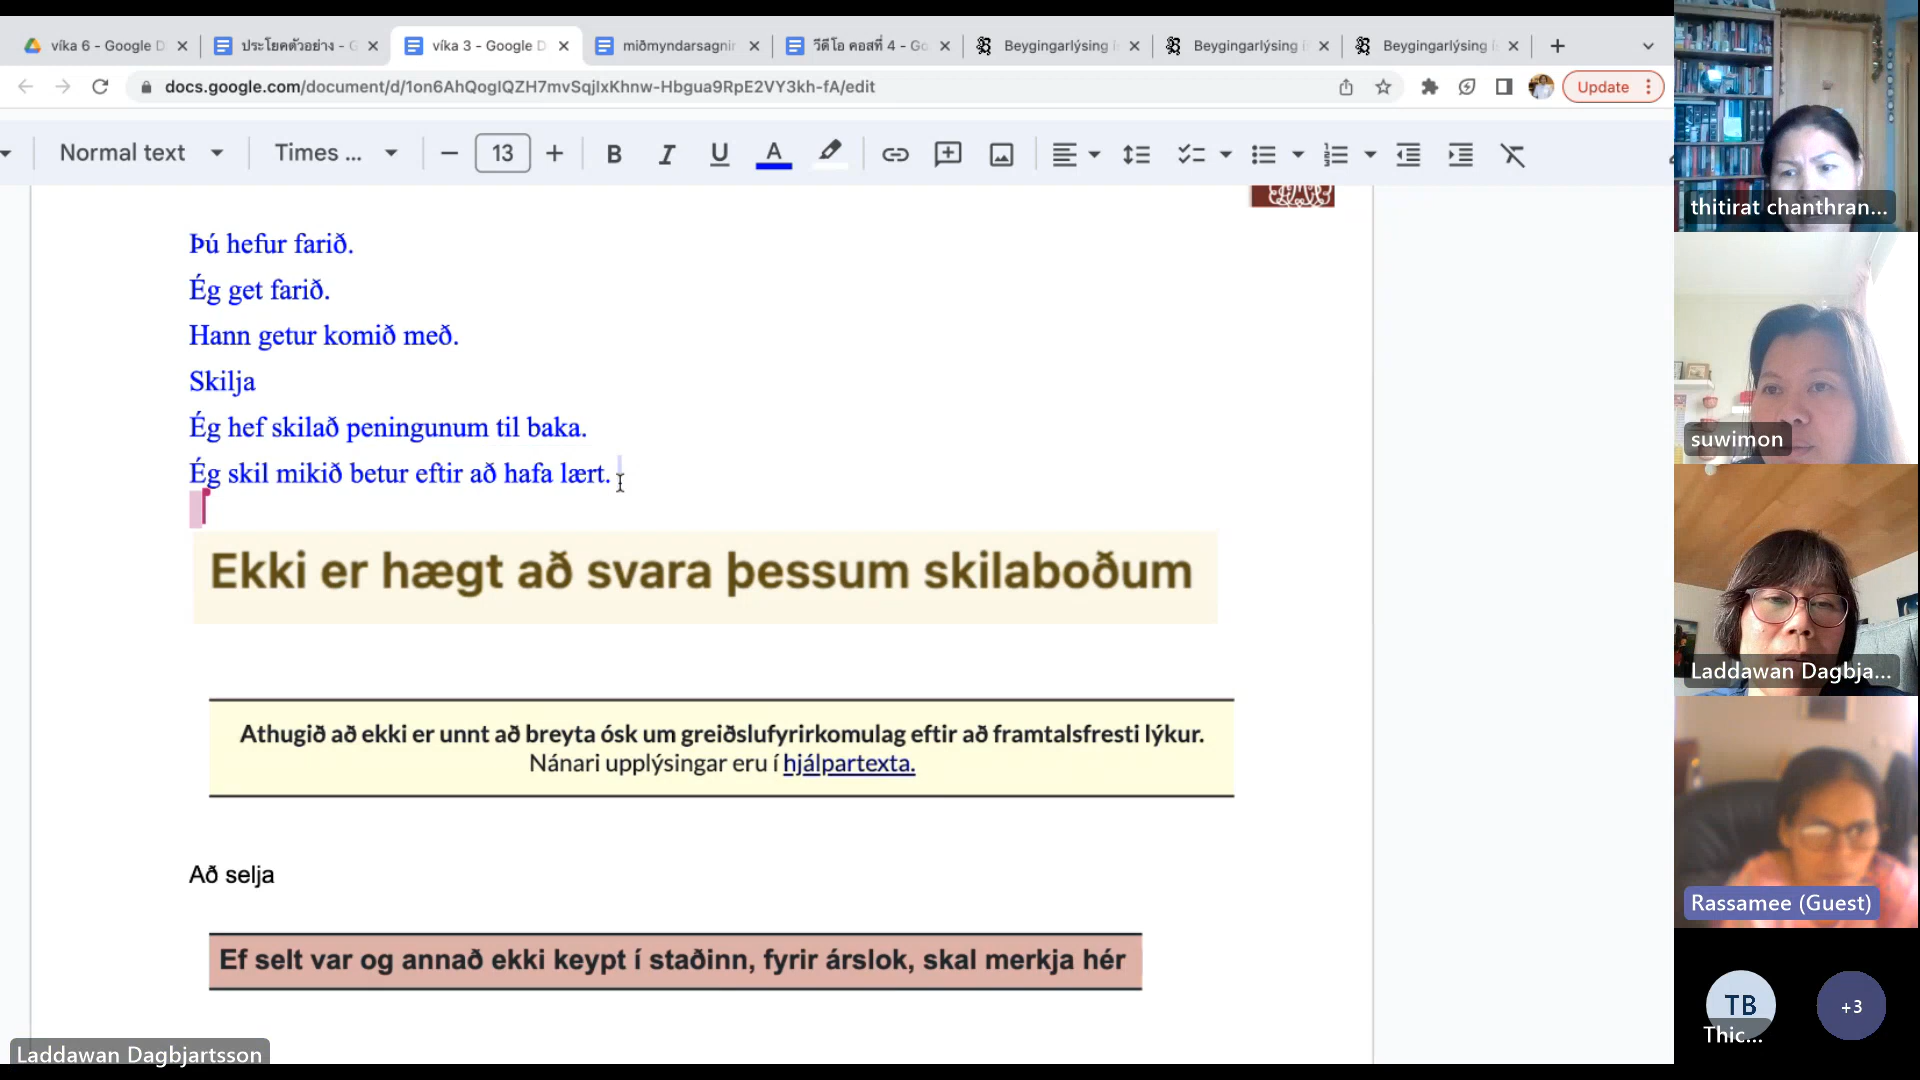 víka 6 - Google D
ประโยคตัวอย่าง - G
víka 3 - Google D
miðmyndarsagnir
วีดีโอ คอสที่ 4 - Go
Beygingarlýsing í
Beygingarlýsing í
Beygingarlýsing í
docs.google.com/document/d/1on6AhQogIQZH7mvSqjIxKhnw-Hbgua9RpE2VY3kh-fA/edit
Update
Normal text
Times ...
13
Þú hefur farið.
Ég get farið.
Hann getur komið með.
Skilja
Ég hef skilað peningunum til baka.
Ég skil mikið betur eftir að hafa lært.
Ekki er hægt að svara þessum skilaboðum
Athugið að ekki er unnt að breyta ósk um greiðslufyrirkomulag eftir að framtalsfresti lýkur.
Nánari upplýsingar eru í hjálpartexta.
Að selja
Ef selt var og annað ekki keypt í staðinn, fyrir árslok, skal merkja hér
Laddawan Dagbjartsson
thitirat chanthran...
suwimon
Laddawan Dagbja...
Rassamee (Guest)
TB
Thic...
+3